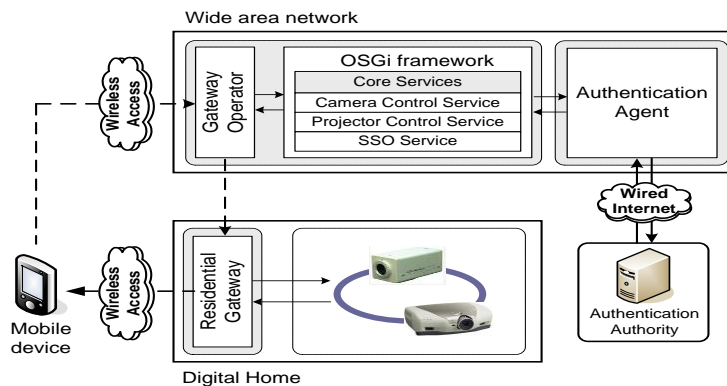 Wide area network
Wireless
Access
Gateway
Operator
OSGi framework
Core Services
Camera Control Service
Projector Control Service
SSO Service
Authentication
Agent
Wired
Internet
Mobile
device
Wireless
Access
Residential
Gateway
Authentication
Authority
Digital Home